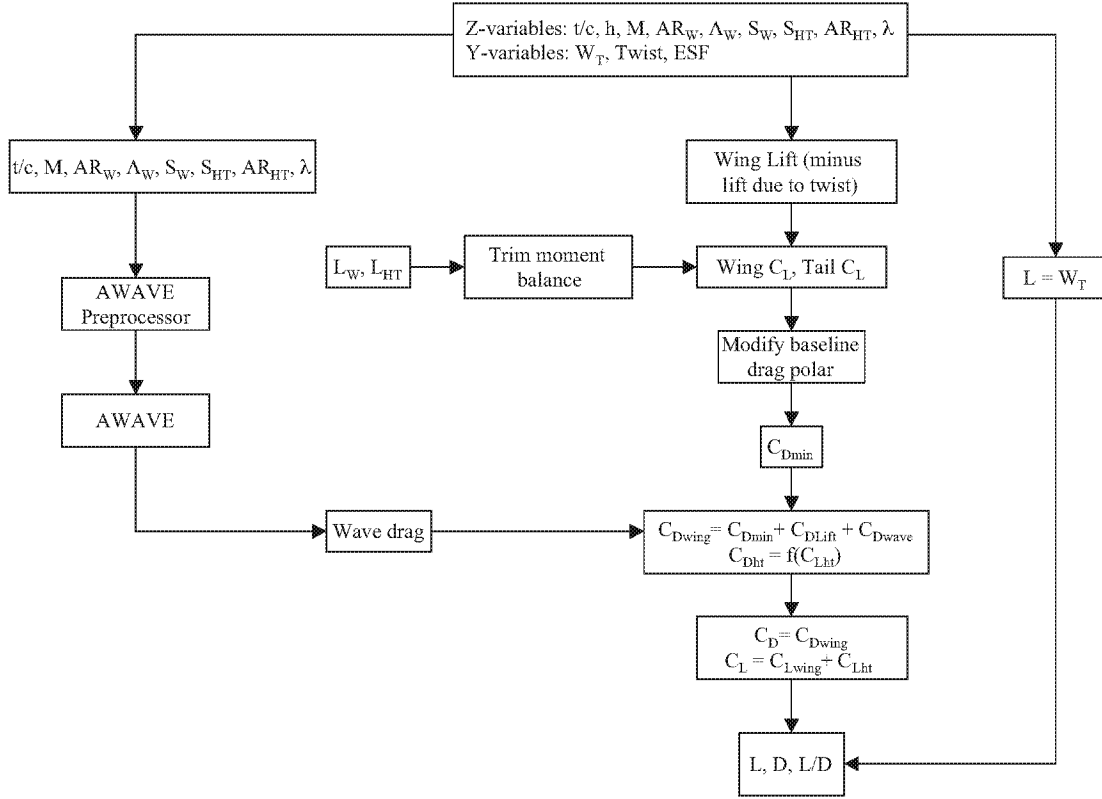 Z-variables: t/c, h, M, AR_W, Λ_W, S_W, S_HT, AR_HT, λ
Y-variables: W_T, Twist, ESF
t/c, M, AR_W, Λ_W, S_W, S_HT, AR_HT, λ
Wing Lift (minus
lift due to twist)
L_W, L_HT
Trim moment
balance
Wing C_L, Tail C_L
L = W_T
AWAVE
Preprocessor
Modify baseline
drag polar
AWAVE
C_Dmin
Wave drag
C_Dwing = C_Dmin + C_DLift + C_Dwave
C_Dht = f(C_Lht)
C_D = C_Dwing
C_L = C_Lwing + C_Lht
L, D, L/D